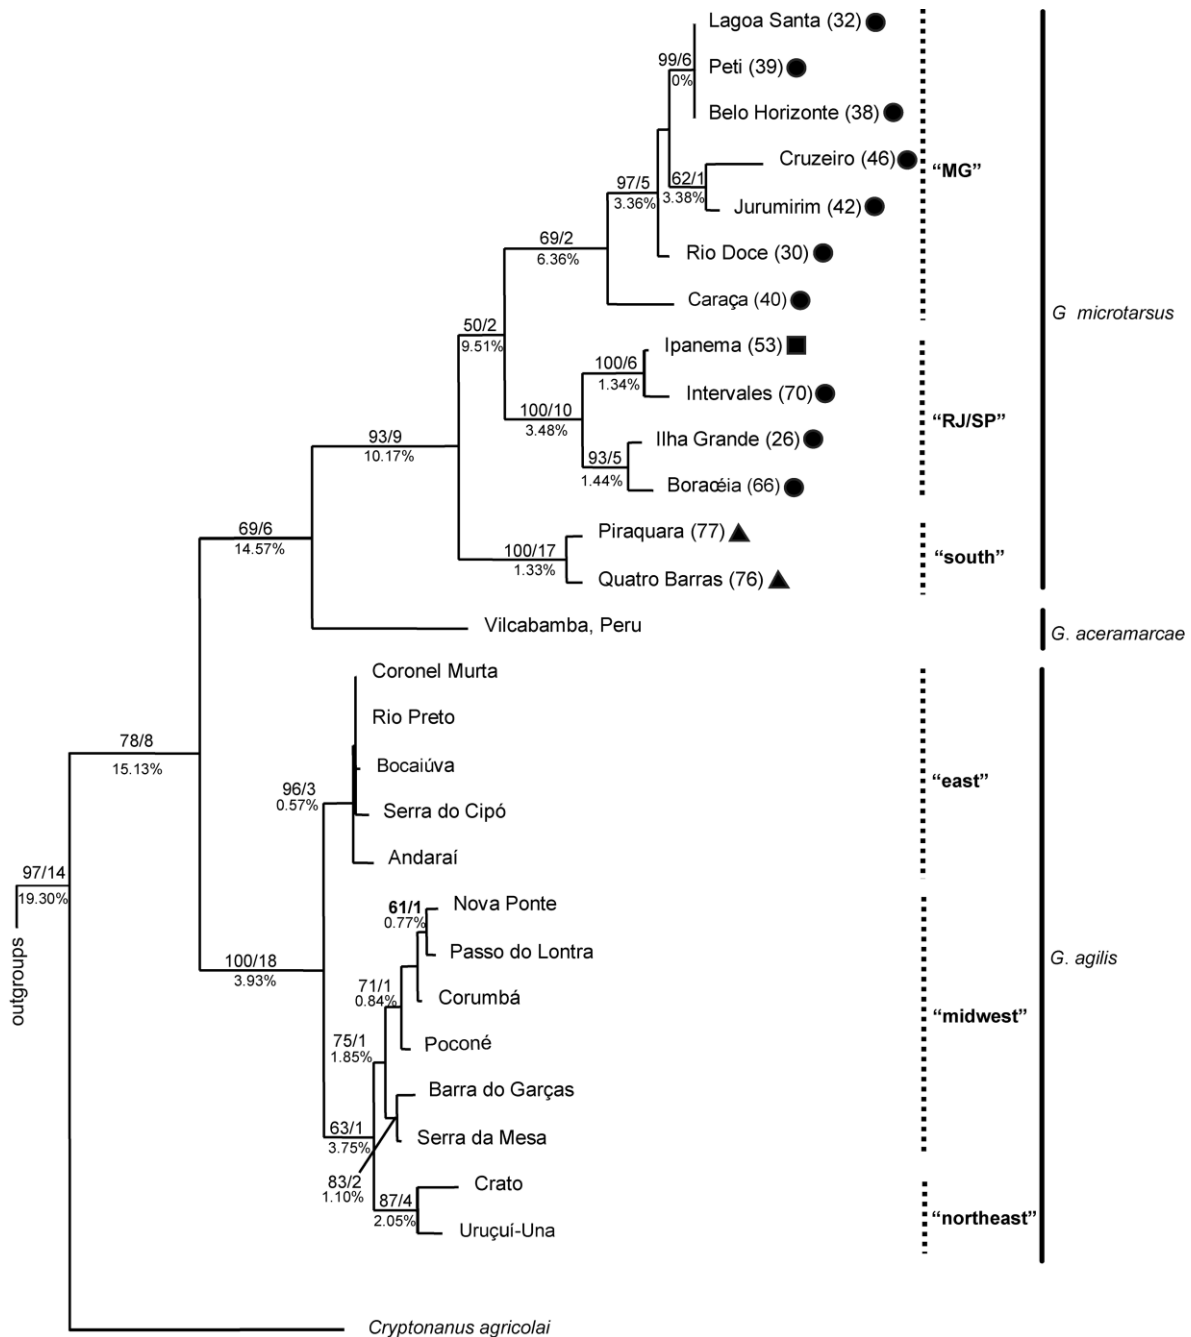 Lagoa Santa (32)
99/6
0%
Peti (39)
Belo Horizonte (38)
Cruzeiro (46)
"MG"
97/5
3.36%
62/1
3.38%
Jurumirim (42)
69/2
6.36%
Rio Doce (30)
Caraça (40)
G microtarsus
50/2
9.51%
Ipanema (53)
100/6
1.34%
Intervales (70)
100/10
3.48%
"RJ/SP"
93/9
10.17%
Ilha Grande (26)
93/5
1.44%
Boracéia (66)
69/6
14.57%
Piraquara (77)
100/17
1.33%
"south"
Quatro Barras (76)
Vilcabamba, Peru
G. aceramarcae
Coronel Murta
Rio Preto
78/8
15.13%
Bocaiúva
"east"
96/3
0.57%
Serra do Cipó
Andaraí
97/14
19.30%
outgroups
61/1
0.77%
Nova Ponte
Passo do Lontra
100/18
3.93%
G. agilis
71/1
0.84%
Corumbá
"midwest"
75/1
1.85%
Poconé
Barra do Garças
63/1
3.75%
Serra da Mesa
83/2
1.10%
Crato
87/4
2.05%
"northeast"
Uruçuí-Una
Cryptonanus agricolai